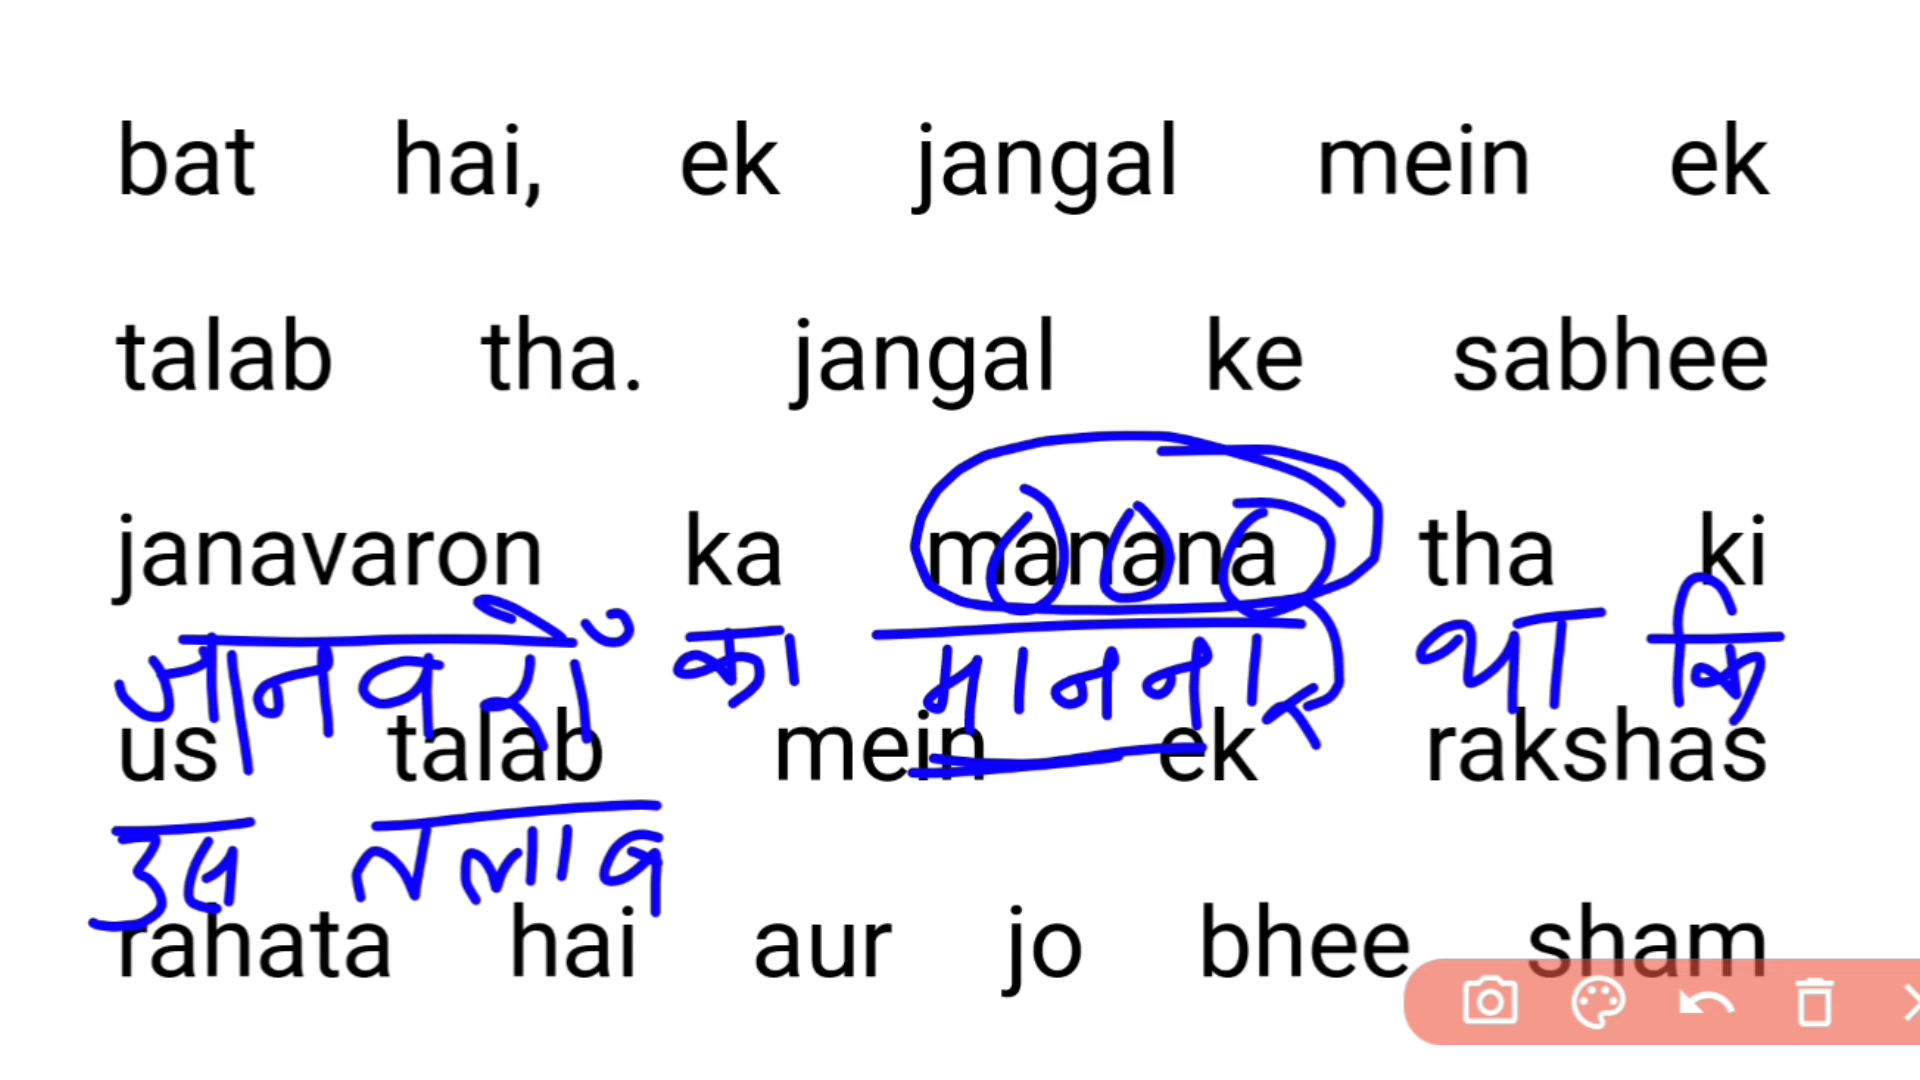 bat hai, ek jangal mein ek
talab tha. jangal ke sabhee
janavaron ka manana tha ki
जानवरों का मानना था कि
us talab mein ek rakshas
उस तलाब
rahata hai aur jo bhee sham